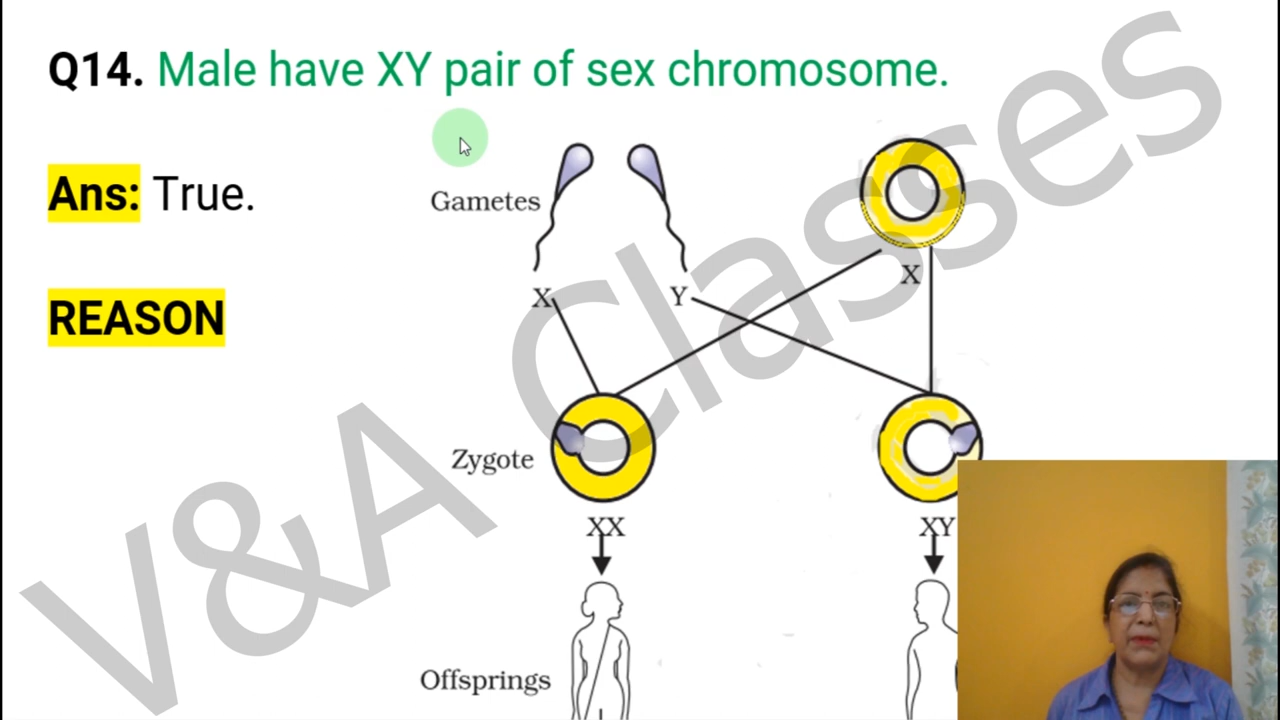 Q14. Male have XY pair of sex chromosome.
Ans: True.
Gametes
X
X
Y
REASON
Zygote
XX
XY
Offsprings
V&A Classes